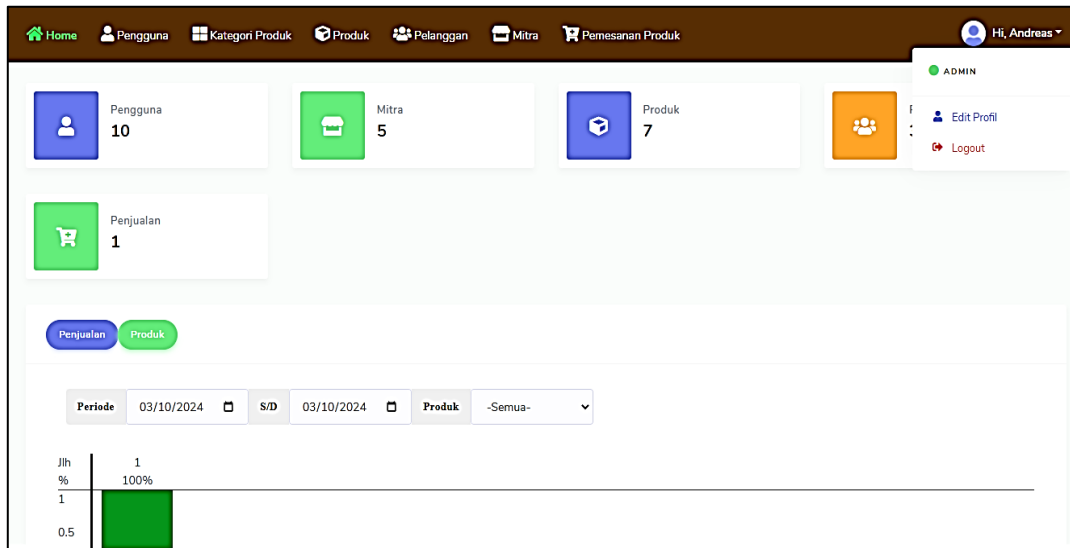 Home Pengguna Kategori Produk Produk Pelanggan Mitra Pemesanan Produk Hi, Andreas
ADMIN
Edit Profil
Logout
Pengguna
10
Mitra
5
Produk
7
Penjualan
1
Penjualan Produk
Periode 03/10/2024 S/D 03/10/2024 Produk -Semua-
Jlh 1
% 100%
1
0.5